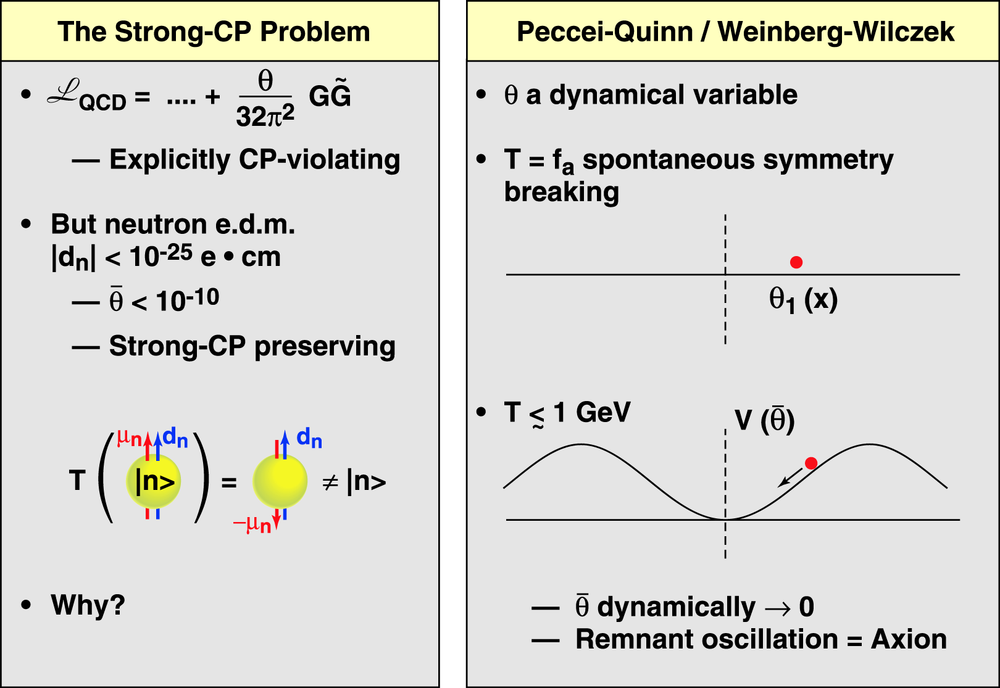 The Strong-CP Problem
• ℒQCD = .... + θ/32π² GG̃
— Explicitly CP-violating
• But neutron e.d.m.
|dn| < 10⁻²⁵ e • cm
— θ̄ < 10⁻¹⁰
— Strong-CP preserving
μn dn dn
T ( |n> ) = ≠ |n>
−μn
• Why?
Peccei-Quinn / Weinberg-Wilczek
• θ a dynamical variable
• T = fa spontaneous symmetry
breaking
θ₁ (x)
• T ≲ 1 GeV
V (θ̄)
— θ̄ dynamically → 0
— Remnant oscillation = Axion